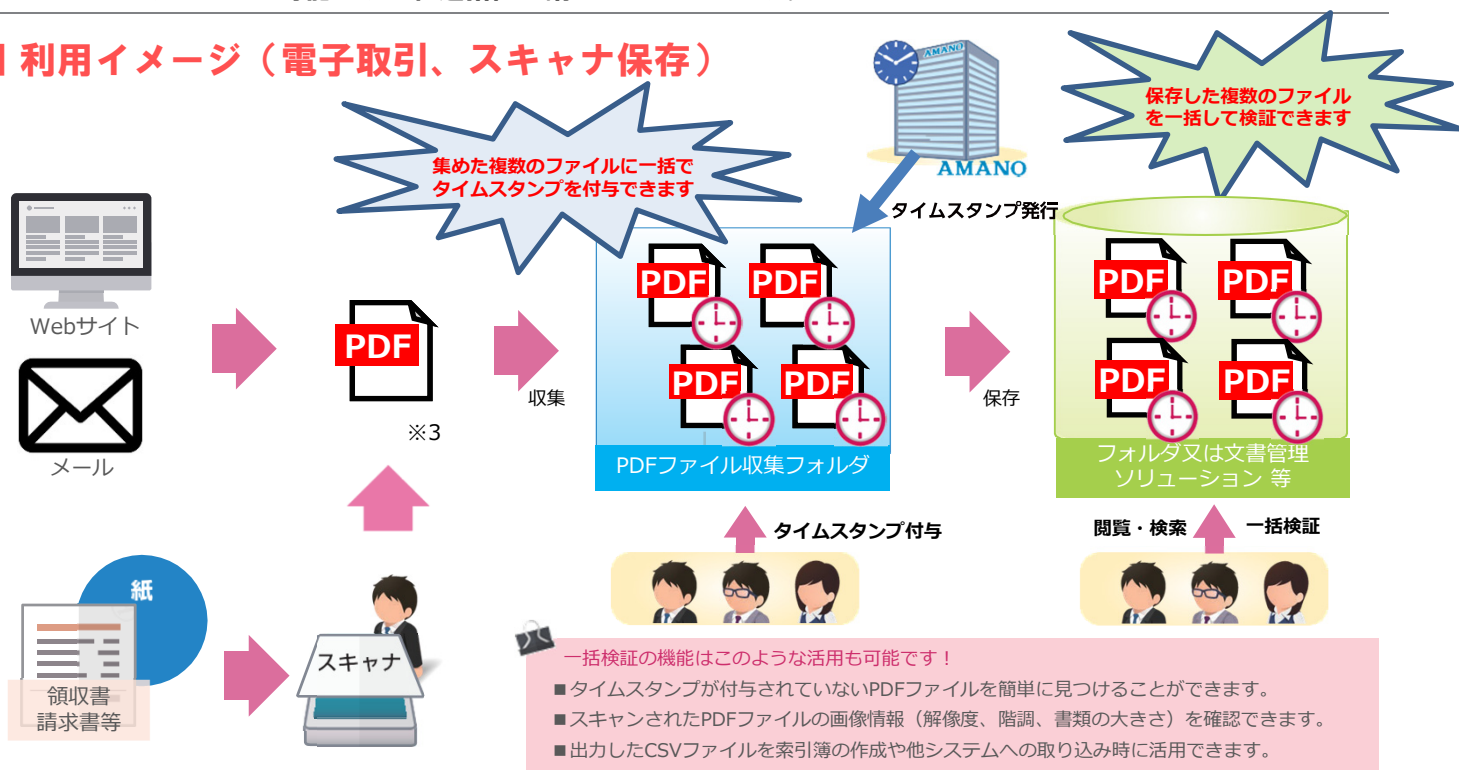 利用イメージ（電子取引、スキャナ保存）
AMANO
AMANO
保存した複数のファイル
を一括して検証できます
集めた複数のファイルに一括で
タイムスタンプを付与できます
タイムスタンプ発行
Webサイト
メール
PDF
※3
収集
PDF
PDF
PDF
PDF
PDFファイル収集フォルダ
保存
PDF
PDF
PDF
PDF
フォルダ又は文書管理
ソリューション 等
タイムスタンプ付与
閲覧・検索
一括検証
紙
領収書
請求書等
スキャナ
一括検証の機能はこのような活用も可能です！
■タイムスタンプが付与されていないPDFファイルを簡単に見つけることができます。
■スキャンされたPDFファイルの画像情報（解像度、階調、書類の大きさ）を確認できます。
■出力したCSVファイルを索引簿の作成や他システムへの取り込み時に活用できます。